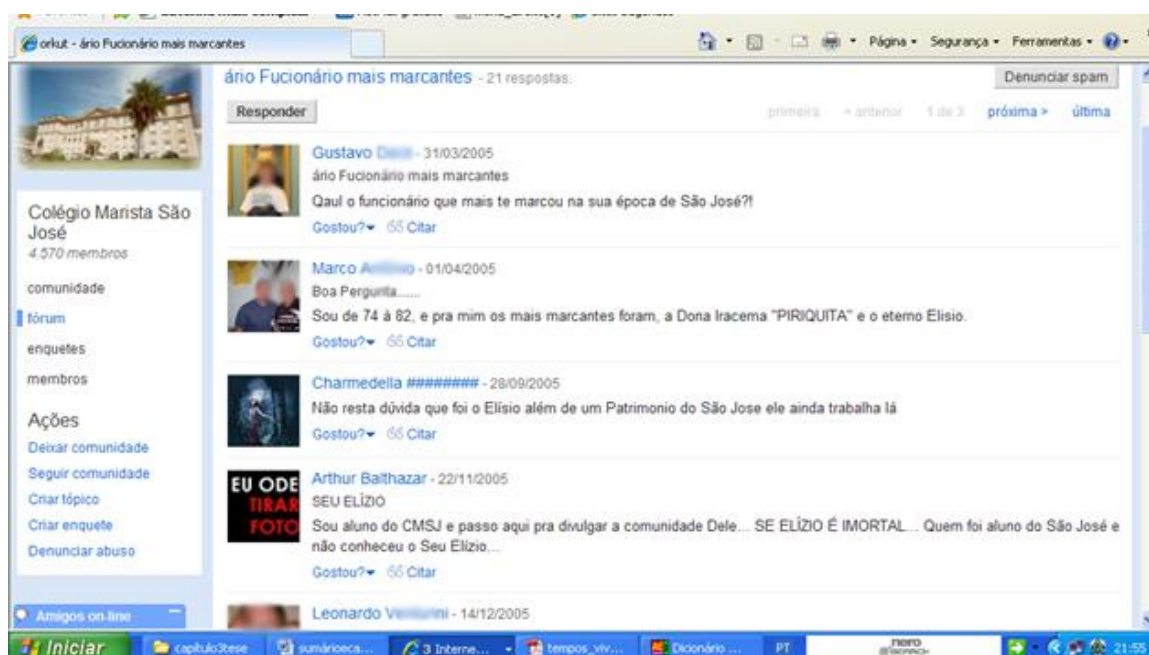 orkut - ário Fucionário mais marcantes
Página
Segurança
Ferramentas
ário Fucionário mais marcantes - 21 respostas.
Denunciar spam
Responder
primeira < anterior 1 de 3 próxima > última
Gustavo - 31/03/2005
ário Fucionário mais marcantes
Qaul o funcionário que mais te marcou na sua época de São José?!
Gostou? Citar
Marco - 01/04/2005
Boa Pergunta......
Sou de 74 á 82, e pra mim os mais marcantes foram, a Dona Iracema "PIRIQUITA" e o eterno Elisio.
Gostou? Citar
Charmedella ######## - 28/09/2005
Não resta dúvida que foi o Elísio além de um Patrimonio do São Jose ele ainda trabalha lá
Gostou? Citar
EU ODE
TIRAR
FOTO
Arthur Balthazar - 22/11/2005
SEU ELÌZIO
Sou aluno do CMSJ e passo aqui pra divulgar a comunidade Dele... SE ELÍZIO É IMORTAL... Quem foi aluno do São José e
não conheceu o Seu Elízio...
Gostou? Citar
Leonardo - 14/12/2005
Colégio Marista São
José
4.570 membros
comunidade
fórum
enquetes
membros
Ações
Deixar comunidade
Seguir comunidade
Criar tópico
Criar enquete
Denunciar abuso
Amigos on-line
Iniciar
capítulo3tese
sumárioeca...
3 Interne...
tempos_viv...
Dicionário ...
PT
nero
21:55